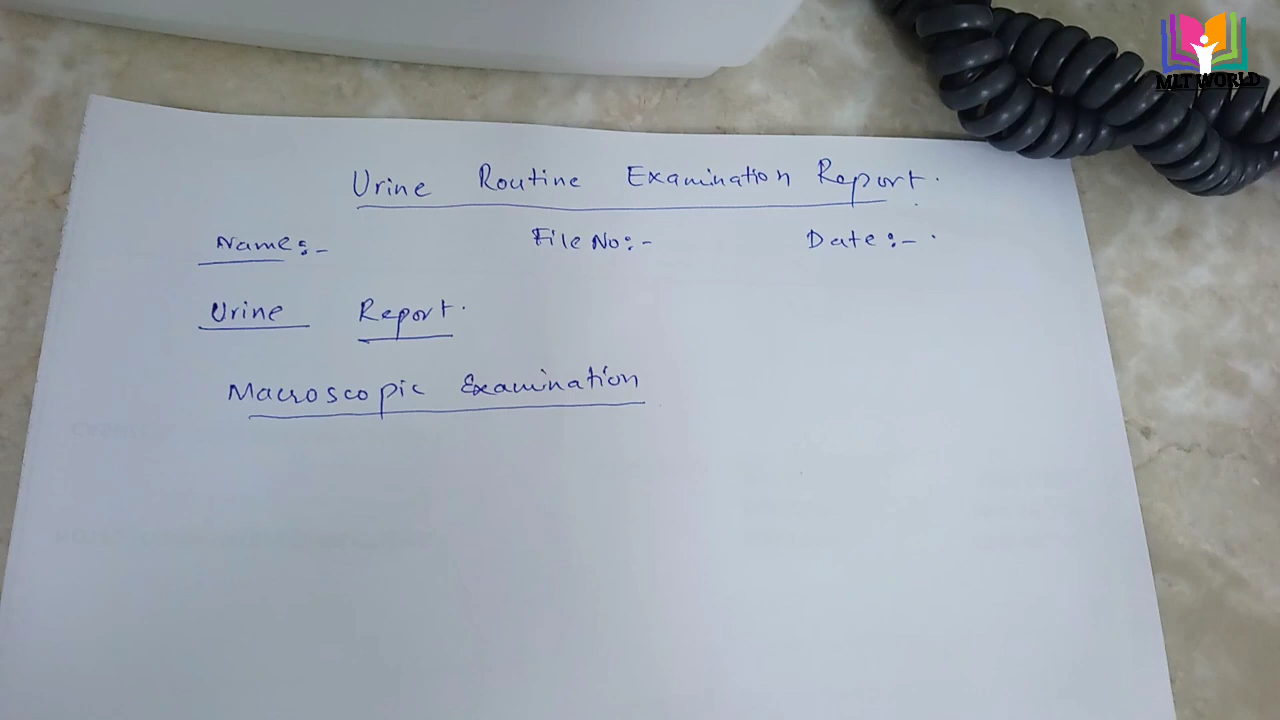 MLT WORLD
Urine Routine Examination Report.
Name:- File No:- Date:-
Urine Report.
Macroscopic Examination